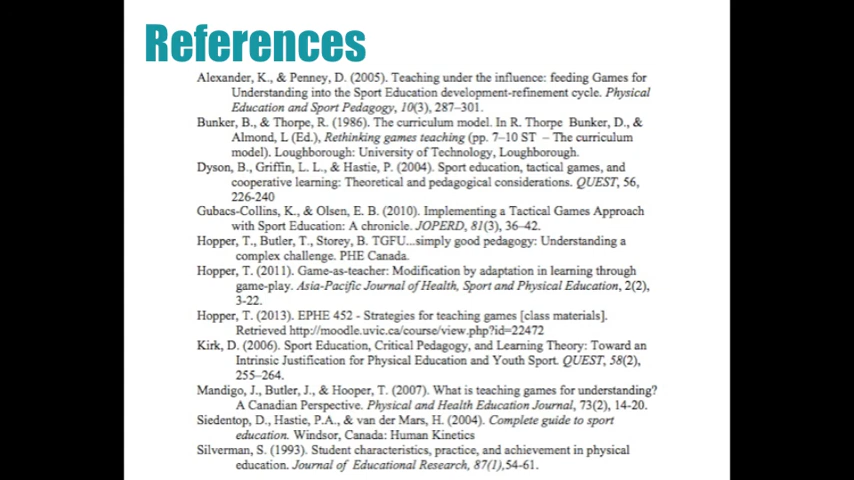 References
Alexander, K., & Penney, D. (2005). Teaching under the influence: feeding Games for
Understanding into the Sport Education development-refinement cycle. Physical
Education and Sport Pedagogy, 10(3), 287–301.
Bunker, B., & Thorpe, R. (1986). The curriculum model. In R. Thorpe Bunker, D., &
Almond, L (Ed.), Rethinking games teaching (pp. 7–10 ST – The curriculum
model). Loughborough: University of Technology, Loughborough.
Dyson, B., Griffin, L. L., & Hastie, P. (2004). Sport education, tactical games, and
cooperative learning: Theoretical and pedagogical considerations. QUEST, 56,
226-240
Gubacs-Collins, K., & Olsen, E. B. (2010). Implementing a Tactical Games Approach
with Sport Education: A chronicle. JOPERD, 81(3), 36–42.
Hopper, T., Butler, T., Storey, B. TGFU...simply good pedagogy: Understanding a
complex challenge. PHE Canada.
Hopper, T. (2011). Game-as-teacher: Modification by adaptation in learning through
game-play. Asia-Pacific Journal of Health, Sport and Physical Education, 2(2),
3-22.
Hopper, T. (2013). EPHE 452 - Strategies for teaching games [class materials].
Retrieved http://moodle.uvic.ca/course/view.php?id=22472
Kirk, D. (2006). Sport Education, Critical Pedagogy, and Learning Theory: Toward an
Intrinsic Justification for Physical Education and Youth Sport. QUEST, 58(2),
255–264.
Mandigo, J., Butler, J., & Hooper, T. (2007). What is teaching games for understanding?
A Canadian Perspective. Physical and Health Education Journal, 73(2), 14-20.
Siedentop, D., Hastie, P.A., & van der Mars, H. (2004). Complete guide to sport
education. Windsor, Canada: Human Kinetics
Silverman, S. (1993). Student characteristics, practice, and achievement in physical
education. Journal of Educational Research, 87(1),54-61.